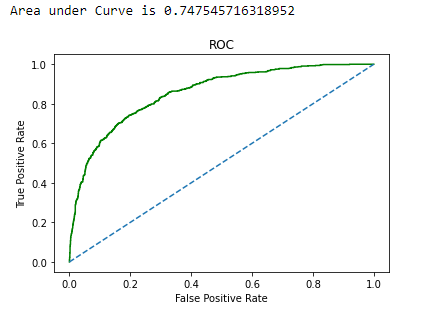 Area under Curve is 0.747545716318952
ROC
True Positive Rate
1.0
0.8
0.6
0.4
0.2
0.0
0.0 0.2 0.4 0.6 0.8 1.0
False Positive Rate